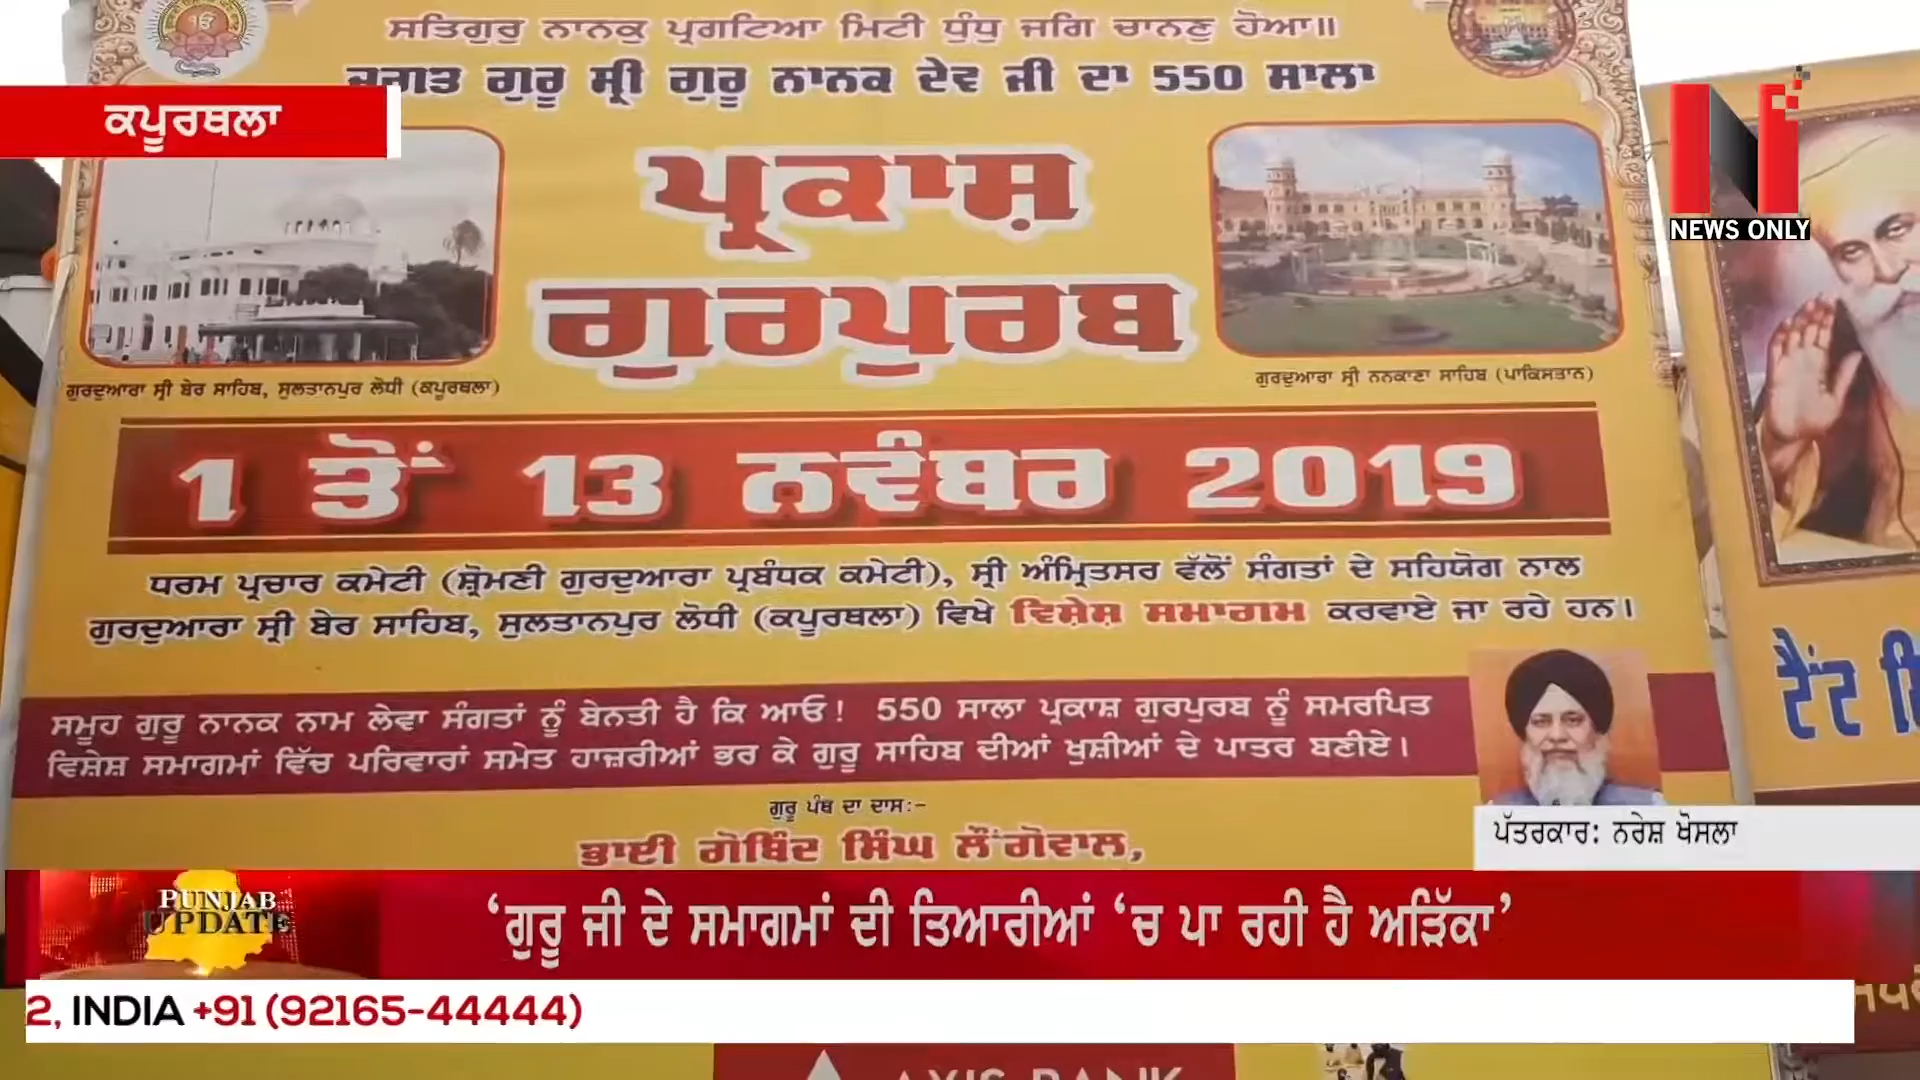 ਸਤਿਗੁਰੁ ਨਾਨਕੁ ਪ੍ਰਗਟਿਆ ਮਿਟੀ ਧੁੰਧੁ ਜਗਿ ਚਾਨਣੁ ਹੋਆ॥
ਜਗਤ ਗੁਰੂ ਸ੍ਰੀ ਗੁਰੂ ਨਾਨਕ ਦੇਵ ਜੀ ਦਾ 550 ਸਾਲਾ
ਕਪੂਰਥਲਾ
ਪ੍ਰਕਾਸ਼
ਗੁਰਪੁਰਬ
NEWS ONLY
ਗੁਰਦੁਆਰਾ ਸ੍ਰੀ ਬੇਰ ਸਾਹਿਬ, ਸੁਲਤਾਨਪੁਰ ਲੋਧੀ (ਕਪੂਰਥਲਾ)
ਗੁਰਦੁਆਰਾ ਸ੍ਰੀ ਨਨਕਾਣਾ ਸਾਹਿਬ (ਪਾਕਿਸਤਾਨ)
1 ਤੋਂ 13 ਨਵੰਬਰ 2019
ਧਰਮ ਪ੍ਰਚਾਰ ਕਮੇਟੀ (ਸ਼੍ਰੋਮਣੀ ਗੁਰਦੁਆਰਾ ਪ੍ਰਬੰਧਕ ਕਮੇਟੀ), ਸ੍ਰੀ ਅੰਮ੍ਰਿਤਸਰ ਵੱਲੋਂ ਸੰਗਤਾਂ ਦੇ ਸਹਿਯੋਗ ਨਾਲ
ਗੁਰਦੁਆਰਾ ਸ੍ਰੀ ਬੇਰ ਸਾਹਿਬ, ਸੁਲਤਾਨਪੁਰ ਲੋਧੀ (ਕਪੂਰਥਲਾ) ਵਿਖੇ ਵਿਸ਼ੇਸ਼ ਸਮਾਗਮ ਕਰਵਾਏ ਜਾ ਰਹੇ ਹਨ।
ਟੈਂਟ
ਸਮੂਹ ਗੁਰੂ ਨਾਨਕ ਨਾਮ ਲੇਵਾ ਸੰਗਤਾਂ ਨੂੰ ਬੇਨਤੀ ਹੈ ਕਿ ਆਓ! 550 ਸਾਲਾ ਪ੍ਰਕਾਸ਼ ਗੁਰਪੁਰਬ ਨੂੰ ਸਮਰਪਿਤ
ਵਿਸ਼ੇਸ਼ ਸਮਾਗਮਾਂ ਵਿੱਚ ਪਰਿਵਾਰਾਂ ਸਮੇਤ ਹਾਜ਼ਰੀਆਂ ਭਰ ਕੇ ਗੁਰੂ ਸਾਹਿਬ ਦੀਆਂ ਖੁਸ਼ੀਆਂ ਦੇ ਪਾਤਰ ਬਣੀਏ।
ਗੁਰੂ ਪੰਥ ਦਾ ਦਾਸ:-
ਭਾਈ ਗੋਬਿੰਦ ਸਿੰਘ ਲੌਂਗੋਵਾਲ,
ਪੱਤਰਕਾਰ: ਨਰੇਸ਼ ਖੋਸਲਾ
PUNJAB
UPDATE
‘ਗੁਰੂ ਜੀ ਦੇ ਸਮਾਗਮਾਂ ਦੀ ਤਿਆਰੀਆਂ ‘ਚ ਪਾ ਰਹੀ ਹੈ ਅੜਿੱਕਾ’
2, INDIA +91 (92165-44444)
AXIS BANK